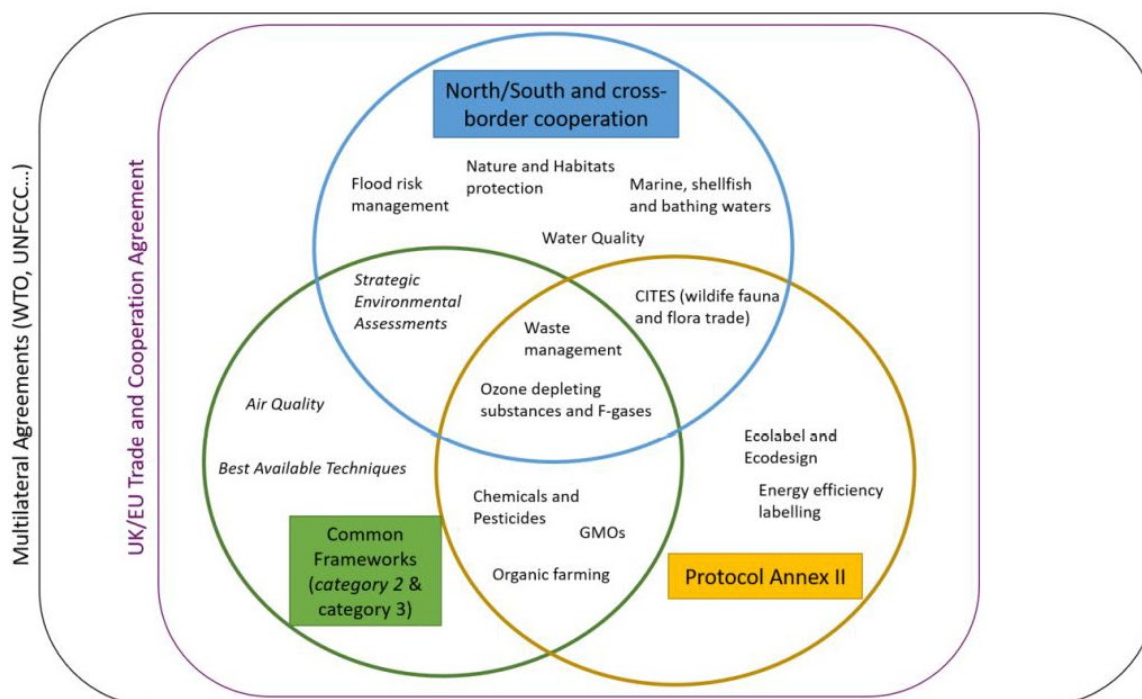 Multilateral Agreements (WTO, UNFCCC...)
UK/EU Trade and Cooperation Agreement
North/South and cross-
border cooperation
Flood risk
management
Nature and Habitats
protection
Marine, shellfish
and bathing waters
Water Quality
Strategic
Environmental
Assessments
CITES (wildife fauna
and flora trade)
Waste
management
Ozone depleting
substances and F-gases
Air Quality
Best Available Techniques
Ecolabel and
Ecodesign
Energy efficiency
labelling
Chemicals and
Pesticides
GMOs
Organic farming
Common
Frameworks
(category 2 &
category 3)
Protocol Annex II